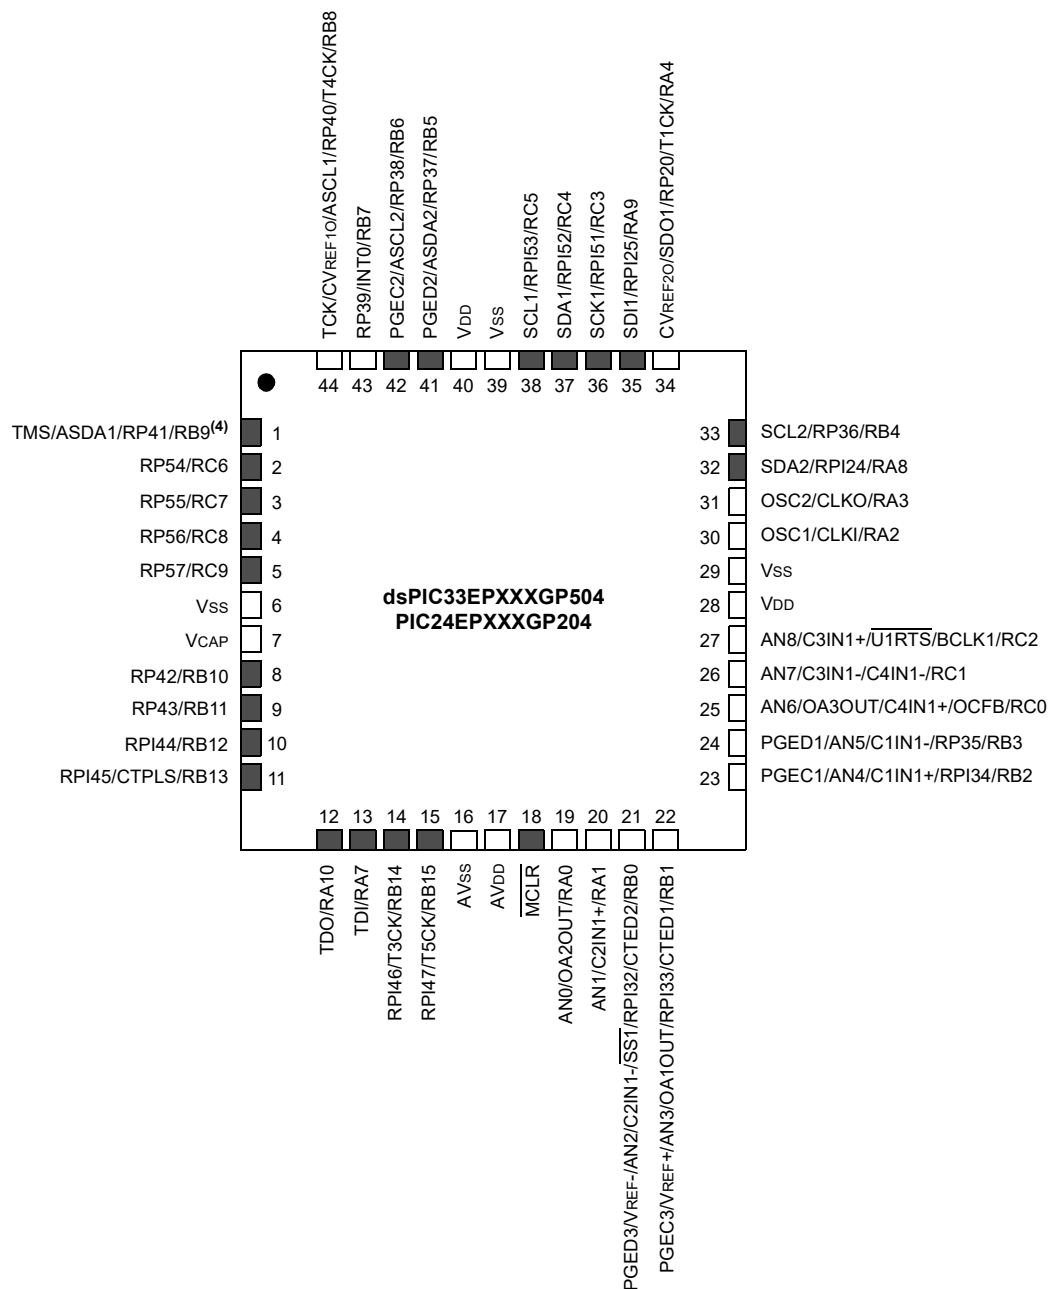 TCK/CVREF1O/ASCL1/RP40/T4CK/RB8
RP39/INT0/RB7
PGEC2/ASCL2/RP38/RB6
PGED2/ASDA2/RP37/RB5
VDD
VSS
SCL1/RPI53/RC5
SDA1/RPI52/RC4
SCK1/RPI51/RC3
SDI1/RPI25/RA9
CVREF2O/SDO1/RP20/T1CK/RA4
44 43 42 41 40 39 38 37 36 35 34
TMS/ASDA1/RP41/RB9(4) 1
RP54/RC6 2
RP55/RC7 3
RP56/RC8 4
RP57/RC9 5
VSS 6
VCAP 7
RP42/RB10 8
RP43/RB11 9
RPI44/RB12 10
RPI45/CTPLS/RB13 11
dsPIC33EPXXXGP504
PIC24EPXXXGP204
33 SCL2/RP36/RB4
32 SDA2/RPI24/RA8
31 OSC2/CLKO/RA3
30 OSC1/CLKI/RA2
29 VSS
28 VDD
27 AN8/C3IN1+/U1RTS/BCLK1/RC2
26 AN7/C3IN1-/C4IN1-/RC1
25 AN6/OA3OUT/C4IN1+/OCFB/RC0
24 PGED1/AN5/C1IN1-/RP35/RB3
23 PGEC1/AN4/C1IN1+/RPI34/RB2
12 13 14 15 16 17 18 19 20 21 22
TDO/RA10
TDI/RA7
RPI46/T3CK/RB14
RPI47/T5CK/RB15
AVSS
AVDD
MCLR
AN0/OA2OUT/RA0
AN1/C2IN1+/RA1
PGED3/VREF-/AN2/C2IN1-/SS1/RPI32/CTED2/RB0
PGEC3/VREF+/AN3/OA1OUT/RPI33/CTED1/RB1